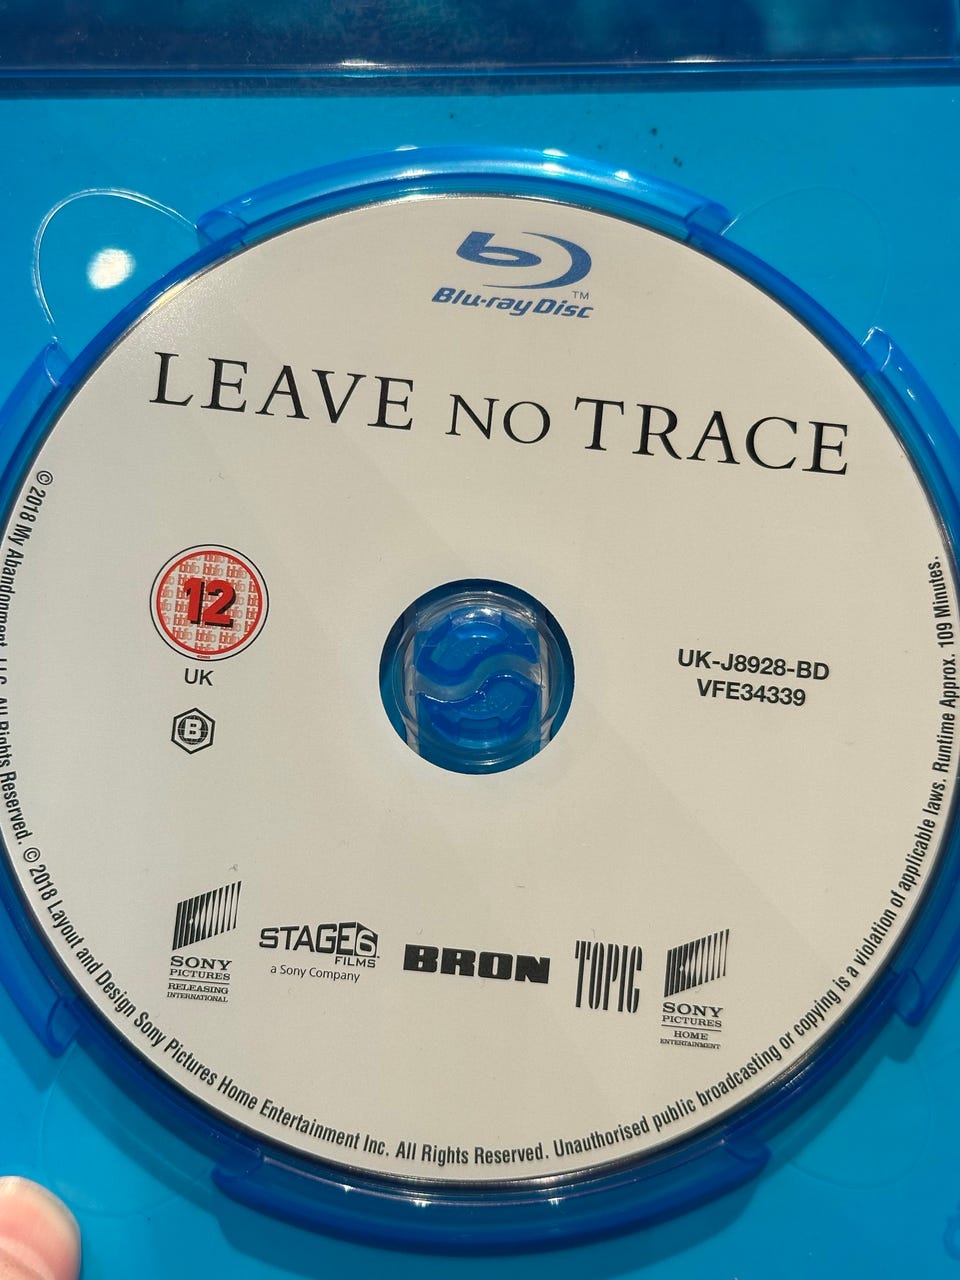 Blu-ray Disc™
LEAVE NO TRACE
12
UK
B
UK-J8928-BD
VFE34339
SONY
PICTURES
RELEASING
INTERNATIONAL
STAGE 6
FILMS
a Sony Company
BRON
TOPIC
SONY
PICTURES
HOME
ENTERTAINMENT
© 2018 My Abandonment, LLC. All Rights Reserved. © 2018 Layout and Design Sony Pictures Home Entertainment Inc. All Rights Reserved. Unauthorised public broadcasting or copying is a violation of applicable laws. Runtime Approx. 109 Minutes.